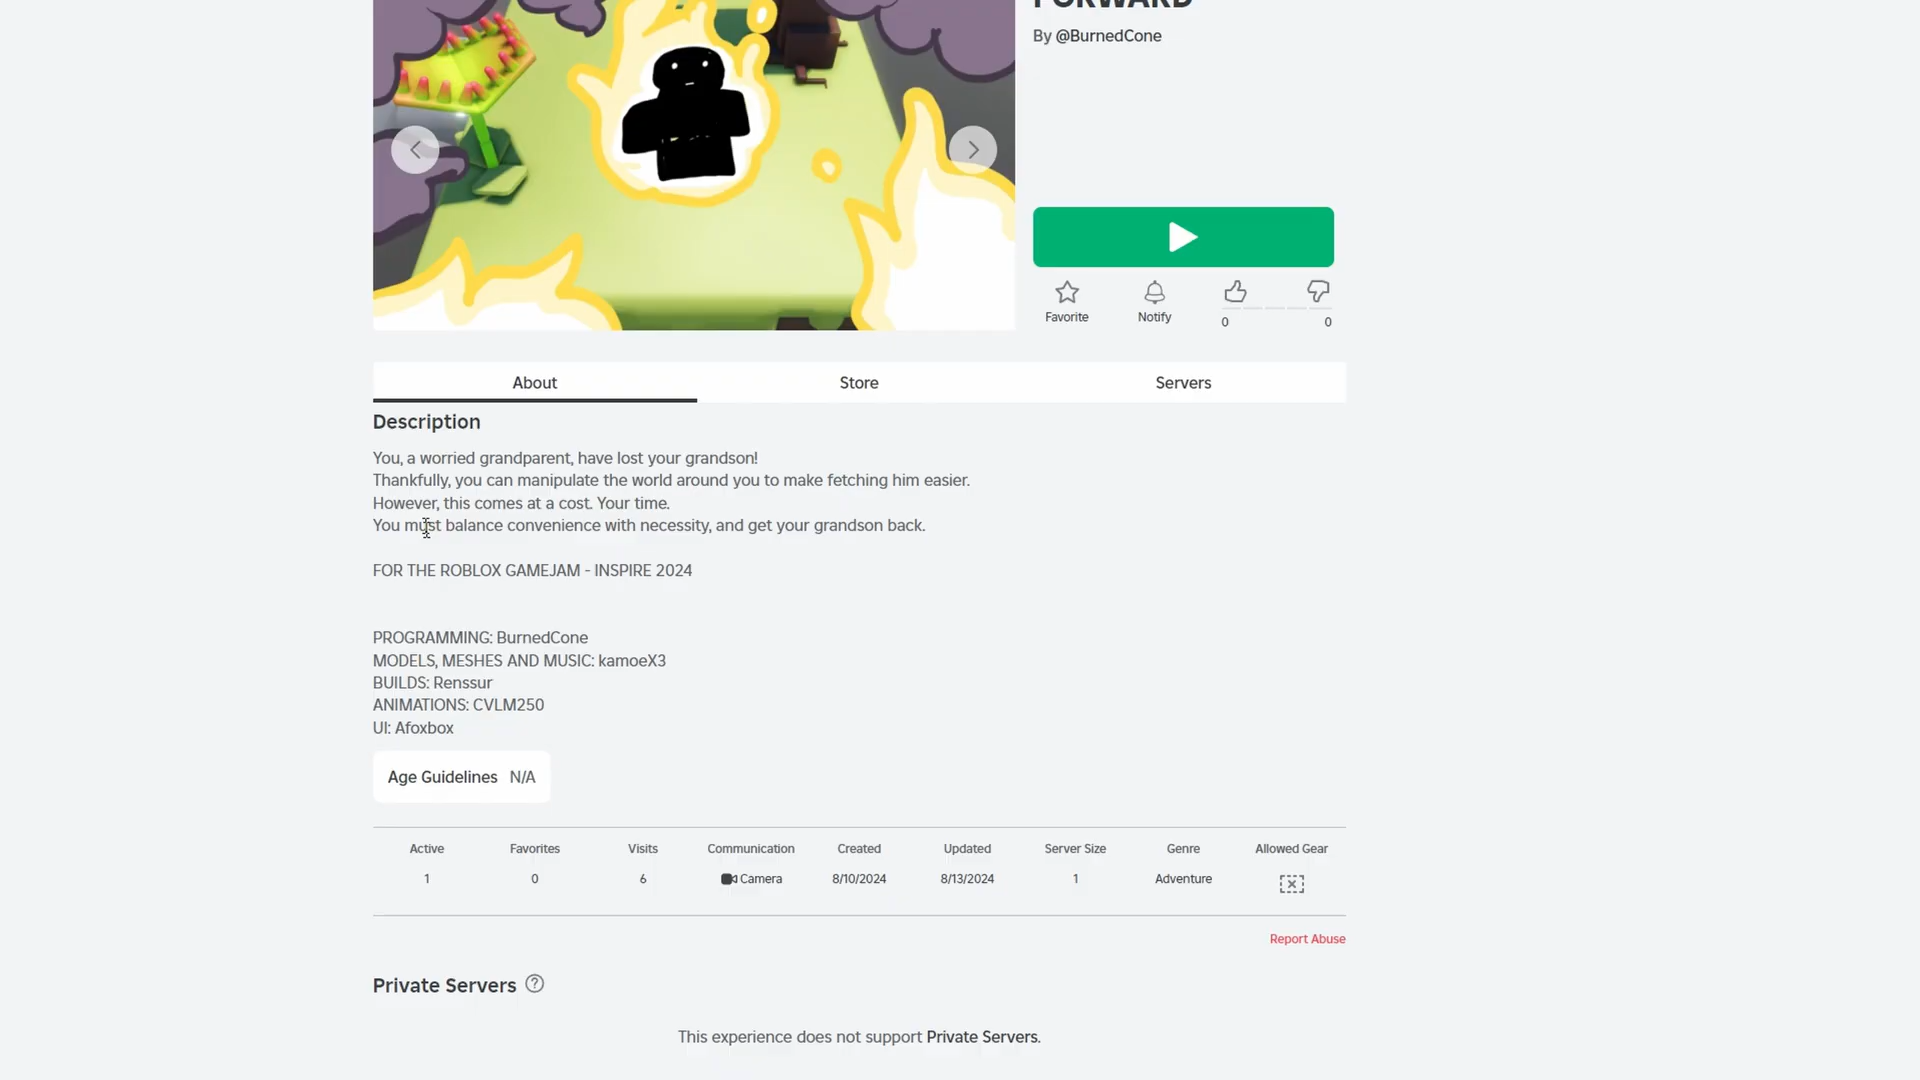 FORWARD
By @BurnedCone
Favorite
Notify
0
0
About
Store
Servers
Description
You, a worried grandparent, have lost your grandson!
Thankfully, you can manipulate the world around you to make fetching him easier.
However, this comes at a cost. Your time.
You must balance convenience with necessity, and get your grandson back.
FOR THE ROBLOX GAMEJAM - INSPIRE 2024
PROGRAMMING: BurnedCone
MODELS, MESHES AND MUSIC: kamoeX3
BUILDS: Renssur
ANIMATIONS: CVLM250
UI: Afoxbox
Age Guidelines N/A
Active Favorites Visits Communication Created Updated Server Size Genre Allowed Gear
1 0 6 Camera 8/10/2024 8/13/2024 1 Adventure
Report Abuse
Private Servers
This experience does not support Private Servers.